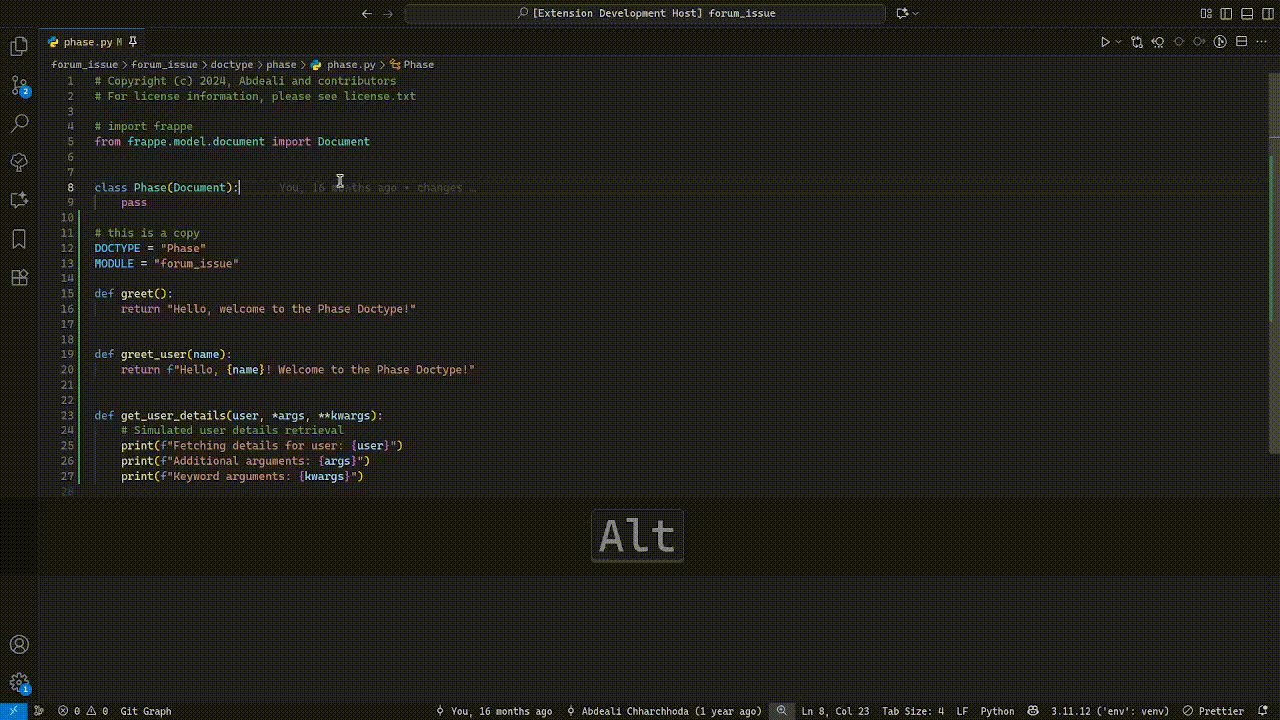 [Extension Development Host] forum_issue
phase.py M
forum_issue > forum_issue > doctype > phase > phase.py > Phase
1 # Copyright (c) 2024, Abdeali and contributors
2 # For license information, please see license.txt
3
4 # import frappe
5 from frappe.model.document import Document
6
7
8 class Phase(Document): You, 16 months ago • changes …
9 pass
10
11 # this is a copy
12 DOCTYPE = "Phase"
13 MODULE = "forum_issue"
14
15 def greet():
16 return "Hello, welcome to the Phase Doctype!"
17
18
19 def greet_user(name):
20 return f"Hello, {name}! Welcome to the Phase Doctype!"
21
22
23 def get_user_details(user, *args, **kwargs):
24 # Simulated user details retrieval
25 print(f"Fetching details for user: {user}")
26 print(f"Additional arguments: {args}")
27 print(f"Keyword arguments: {kwargs}")
28
2
Alt
1
0 0 Git Graph You, 16 months ago Abdeali Chharchhoda (1 year ago) Ln 8, Col 23 Tab Size: 4 LF Python 3.11.12 ('env': venv) Prettier